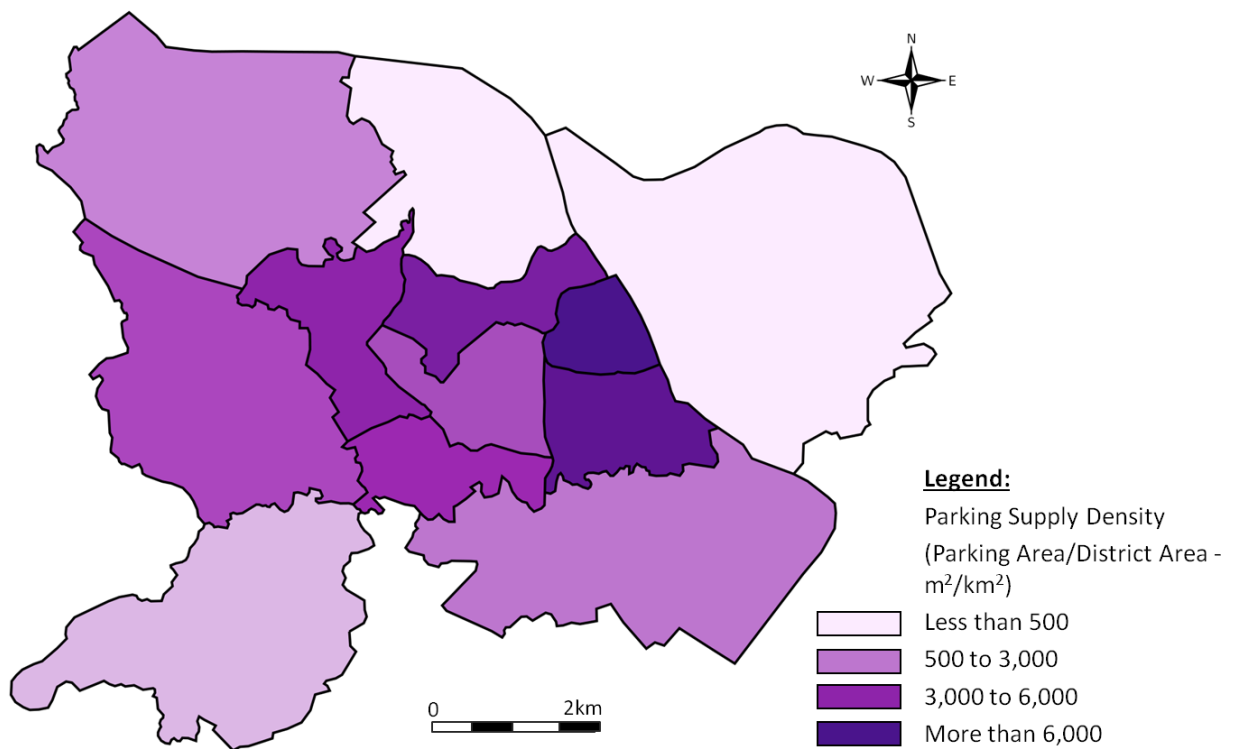 N
W E
S
Legend:
Parking Supply Density
(Parking Area/District Area -
m²/km²)
Less than 500
500 to 3,000
3,000 to 6,000
More than 6,000
0 2km